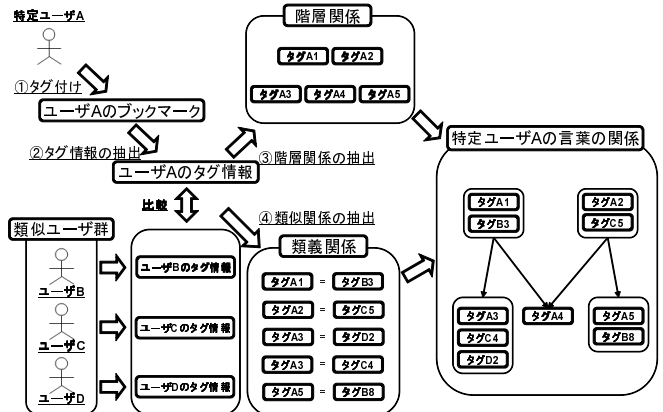 特定ユーザA
①タグ付け
ユーザAのブックマーク
②タグ情報の抽出
ユーザAのタグ情報
③階層関係の抽出
階層関係
タグA1 タグA2
タグA3 タグA4 タグA5
比較
④類似関係の抽出
類似ユーザ群
ユーザB
ユーザC
ユーザD
ユーザBのタグ情報
ユーザCのタグ情報
ユーザDのタグ情報
類義関係
タグA1 = タグB3
タグA2 = タグC5
タグA3 = タグD2
タグA3 = タグC4
タグA5 = タグB8
特定ユーザAの言葉の関係
タグA1
タグB3
タグA2
タグC5
タグA3
タグC4
タグD2
タグA4
タグA5
タグB8